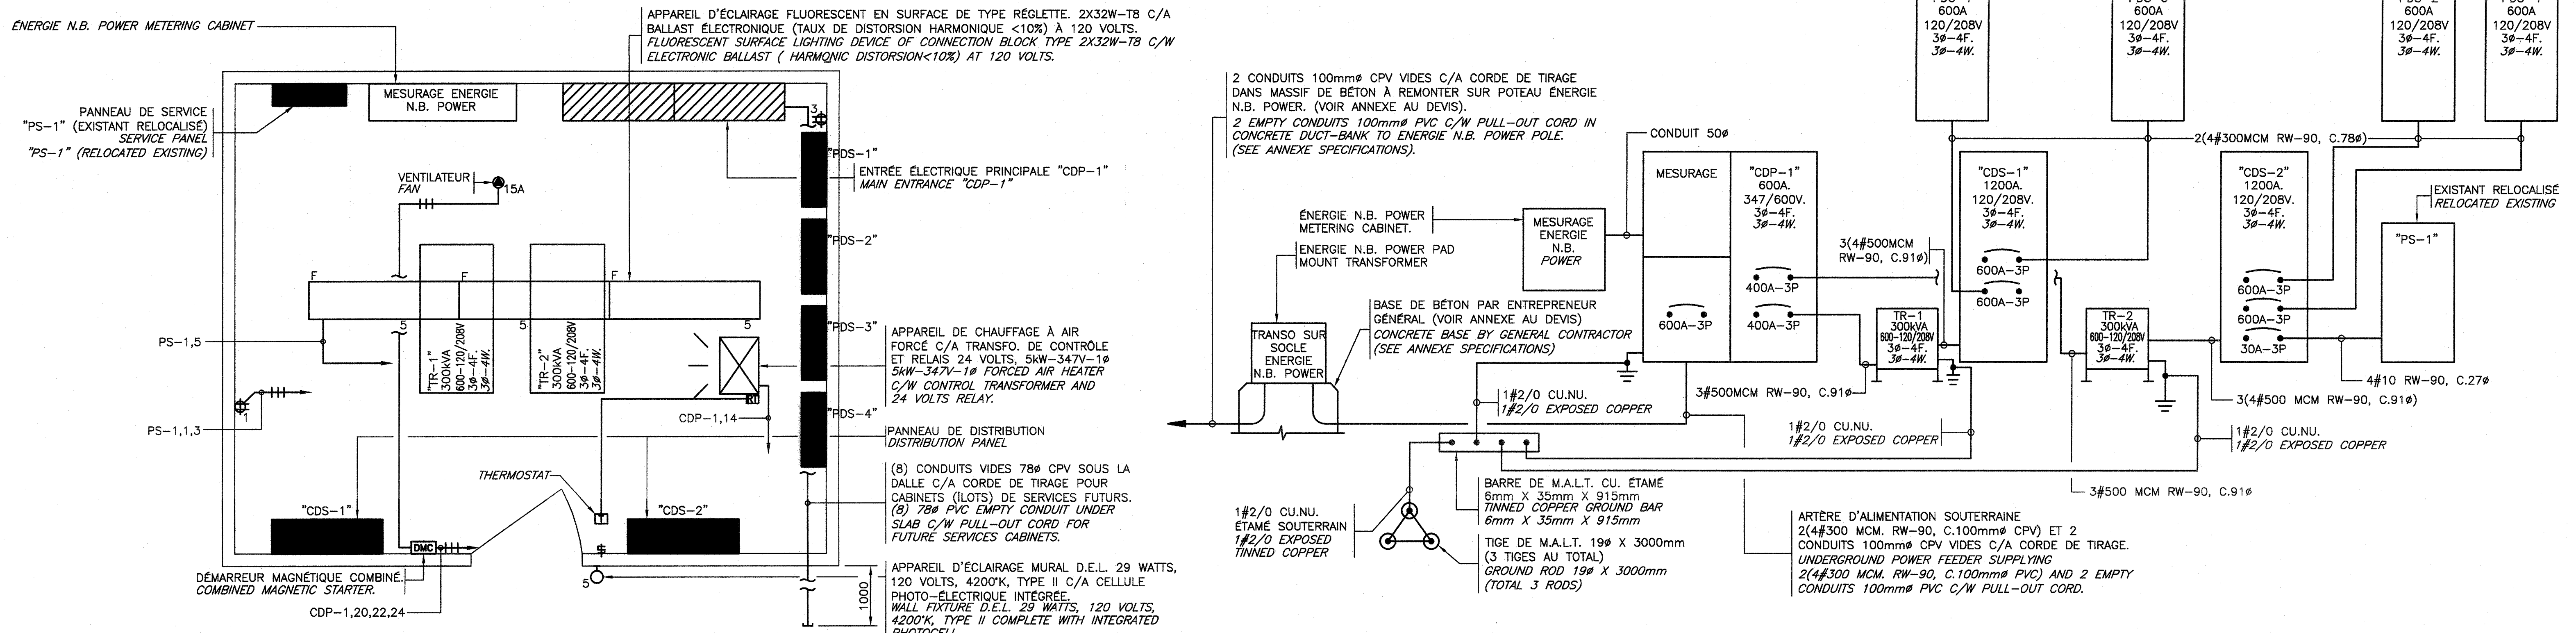 ÉNERGIE N.B. POWER METERING CABINET
APPAREIL D'ÉCLAIRAGE FLUORESCENT EN SURFACE DE TYPE RÉGLETTE. 2X32W-T8 C/A
BALLAST ÉLECTRONIQUE (TAUX DE DISTORSION HARMONIQUE <10%) À 120 VOLTS.
FLUORESCENT SURFACE LIGHTING DEVICE OF CONNECTION BLOCK TYPE 2X32W-T8 C/W
ELECTRONIC BALLAST ( HARMONIC DISTORSION<10%) AT 120 VOLTS.
PANNEAU DE SERVICE
"PS-1" (EXISTANT RELOCALISÉ)
SERVICE PANEL
"PS-1" (RELOCATED EXISTING)
MESURAGE ENERGIE
N.B. POWER
3
"PDS-1"
ENTRÉE ÉLECTRIQUE PRINCIPALE "CDP-1"
MAIN ENTRANCE "CDP-1"
VENTILATEUR
FAN
15A
"PDS-2"
F
F
F
5
5
5
"TR-1"
300kVA
600-120/208V
3ø-4F.
3ø-4W.
"TR-2"
300kVA
600-120/208V
3ø-4F.
3ø-4W.
PS-1,5
"PDS-3"
APPAREIL DE CHAUFFAGE À AIR
FORCÉ C/A TRANSFO. DE CONTRÔLE
ET RELAIS 24 VOLTS, 5kW-347V-1ø
5kW-347V-1ø FORCED AIR HEATER
C/W CONTROL TRANSFORMER AND
24 VOLTS RELAY.
RT
1
CDP-1,14
"PDS-4"
PS-1,1,3
PANNEAU DE DISTRIBUTION
DISTRIBUTION PANEL
THERMOSTAT
T
(8) CONDUITS VIDES 78ø CPV SOUS LA
DALLE C/A CORDE DE TIRAGE POUR
CABINETS (ÎLOTS) DE SERVICES FUTURS.
(8) 78ø PVC EMPTY CONDUIT UNDER
SLAB C/W PULL-OUT CORD FOR
FUTURE SERVICES CABINETS.
"CDS-1"
"CDS-2"
DMC
$
DÉMARREUR MAGNÉTIQUE COMBINÉ.
COMBINED MAGNETIC STARTER.
5
1000
CDP-1,20,22,24
APPAREIL D'ÉCLAIRAGE MURAL D.E.L. 29 WATTS,
120 VOLTS, 4200°K, TYPE II C/A CELLULE
PHOTO-ÉLECTRIQUE INTÉGRÉE.
WALL FIXTURE D.E.L. 29 WATTS, 120 VOLTS,
4200°K, TYPE II COMPLETE WITH INTEGRATED
PHOTOCELL
2 CONDUITS 100mmø CPV VIDES C/A CORDE DE TIRAGE
DANS MASSIF DE BÉTON À REMONTER SUR POTEAU ÉNERGIE
N.B. POWER. (VOIR ANNEXE AU DEVIS).
2 EMPTY CONDUITS 100mmø PVC C/W PULL-OUT CORD IN
CONCRETE DUCT-BANK TO ENERGIE N.B. POWER POLE.
(SEE ANNEXE SPECIFICATIONS).
CONDUIT 50ø
600A
120/208V
3ø-4F.
3ø-4W.
600A
120/208V
3ø-4F.
3ø-4W.
600A
120/208V
3ø-4F.
3ø-4W.
600A
120/208V
3ø-4F.
3ø-4W.
2(4#300MCM RW-90, C.78ø)
MESURAGE
"CDP-1"
600A.
347/600V.
3ø-4F.
3ø-4W.
"CDS-1"
1200A.
120/208V.
3ø-4F.
3ø-4W.
"CDS-2"
1200A.
120/208V.
3ø-4F.
3ø-4W.
EXISTANT RELOCALISÉ
RELOCATED EXISTING
"PS-1"
ÉNERGIE N.B. POWER
METERING CABINET.
MESURAGE
ENERGIE
N.B.
POWER
ENERGIE N.B. POWER PAD
MOUNT TRANSFORMER
3(4#500MCM
RW-90, C.91ø)
600A-3P
400A-3P
600A-3P
600A-3P
BASE DE BÉTON PAR ENTREPRENEUR
GÉNÉRAL (VOIR ANNEXE AU DEVIS)
CONCRETE BASE BY GENERAL CONTRACTOR
(SEE ANNEXE SPECIFICATIONS)
600A-3P
400A-3P
TR-1
300kVA
600-120/208V
3ø-4F.
3ø-4W.
TR-2
300kVA
600-120/208V
3ø-4F.
3ø-4W.
600A-3P
30A-3P
TRANSO SUR
SOCLE
ENERGIE
N.B. POWER
3#500MCM RW-90, C.91ø
4#10 RW-90, C.27ø
3(4#500 MCM RW-90, C.91ø)
1#2/0 CU.NU.
1#2/0 EXPOSED COPPER
1#2/0 CU.NU.
1#2/0 EXPOSED COPPER
1#2/0 CU.NU.
1#2/0 EXPOSED COPPER
BARRE DE M.A.L.T. CU. ÉTAMÉ
6mm X 35mm X 915mm
TINNED COPPER GROUND BAR
6mm X 35mm X 915mm
3#500 MCM RW-90, C.91ø
1#2/0 CU.NU.
ÉTAMÉ SOUTERRAIN
1#2/0 EXPOSED
TINNED COPPER
TIGE DE M.A.L.T. 19ø X 3000mm
(3 TIGES AU TOTAL)
GROUND ROD 19ø X 3000mm
(TOTAL 3 RODS)
ARTÈRE D'ALIMENTATION SOUTERRAINE
2(4#300 MCM. RW-90, C.100mmø CPV) ET 2
CONDUITS 100mmø CPV VIDES C/A CORDE DE TIRAGE.
UNDERGROUND POWER FEEDER SUPPLYING
2(4#300 MCM. RW-90, C.100mmø PVC) AND 2 EMPTY
CONDUITS 100mmø PVC C/W PULL-OUT CORD.